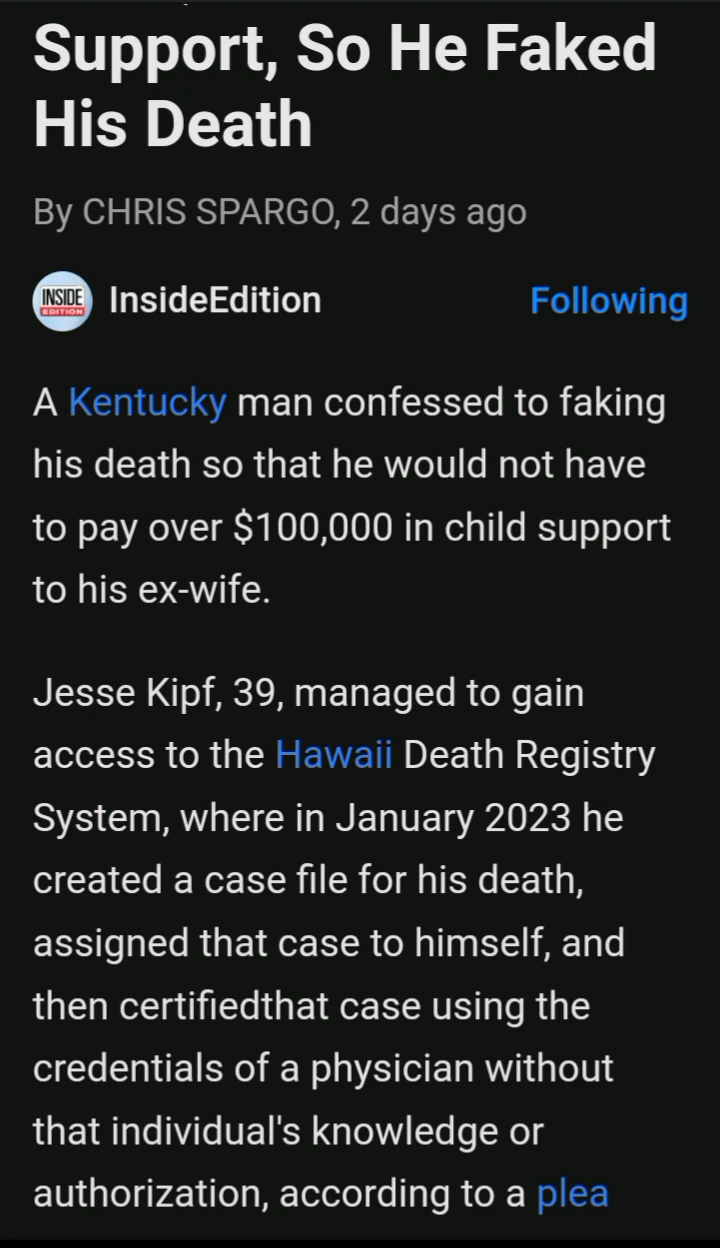 Support, So He Faked
His Death
By CHRIS SPARGO, 2 days ago
INSIDE
EDITION
InsideEdition
Following
A Kentucky man confessed to faking
his death so that he would not have
to pay over $100,000 in child support
to his ex-wife.
Jesse Kipf, 39, managed to gain
access to the Hawaii Death Registry
System, where in January 2023 he
created a case file for his death,
assigned that case to himself, and
then certifiedthat case using the
credentials of a physician without
that individual's knowledge or
authorization, according to a plea